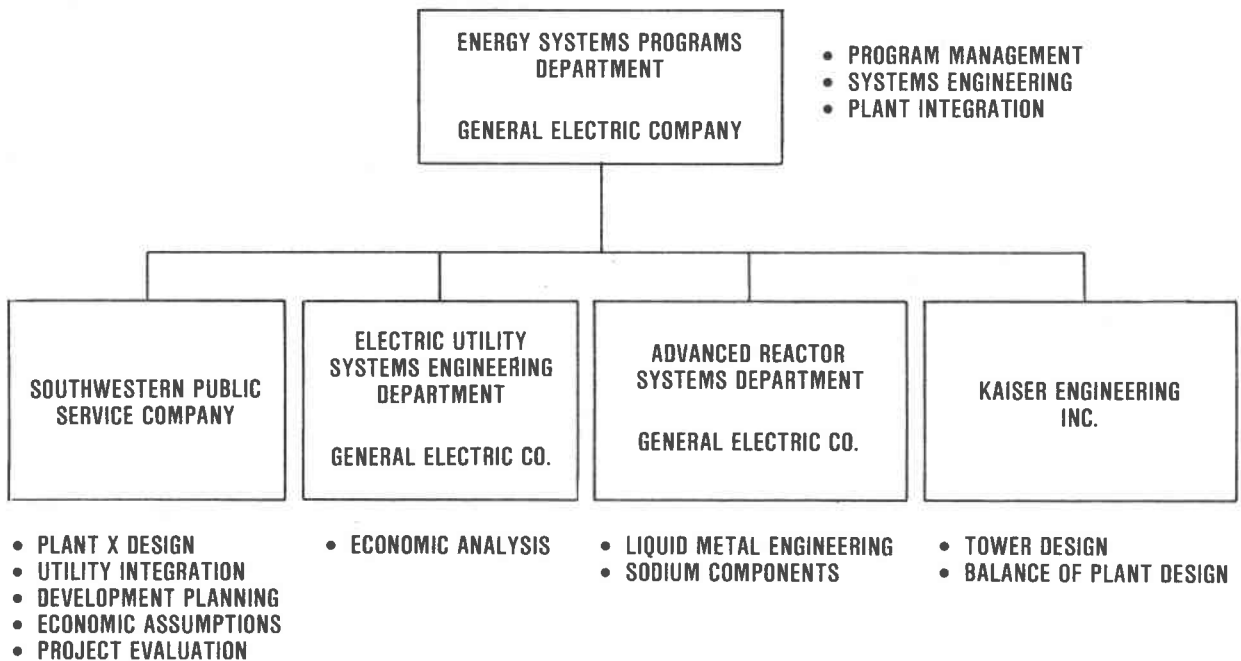 ENERGY SYSTEMS PROGRAMS
DEPARTMENT
GENERAL ELECTRIC COMPANY
• PROGRAM MANAGEMENT
• SYSTEMS ENGINEERING
• PLANT INTEGRATION
SOUTHWESTERN PUBLIC
SERVICE COMPANY
• PLANT X DESIGN
• UTILITY INTEGRATION
• DEVELOPMENT PLANNING
• ECONOMIC ASSUMPTIONS
• PROJECT EVALUATION
ELECTRIC UTILITY
SYSTEMS ENGINEERING
DEPARTMENT
GENERAL ELECTRIC CO.
• ECONOMIC ANALYSIS
ADVANCED REACTOR
SYSTEMS DEPARTMENT
GENERAL ELECTRIC CO.
• LIQUID METAL ENGINEERING
• SODIUM COMPONENTS
KAISER ENGINEERING
INC.
• TOWER DESIGN
• BALANCE OF PLANT DESIGN